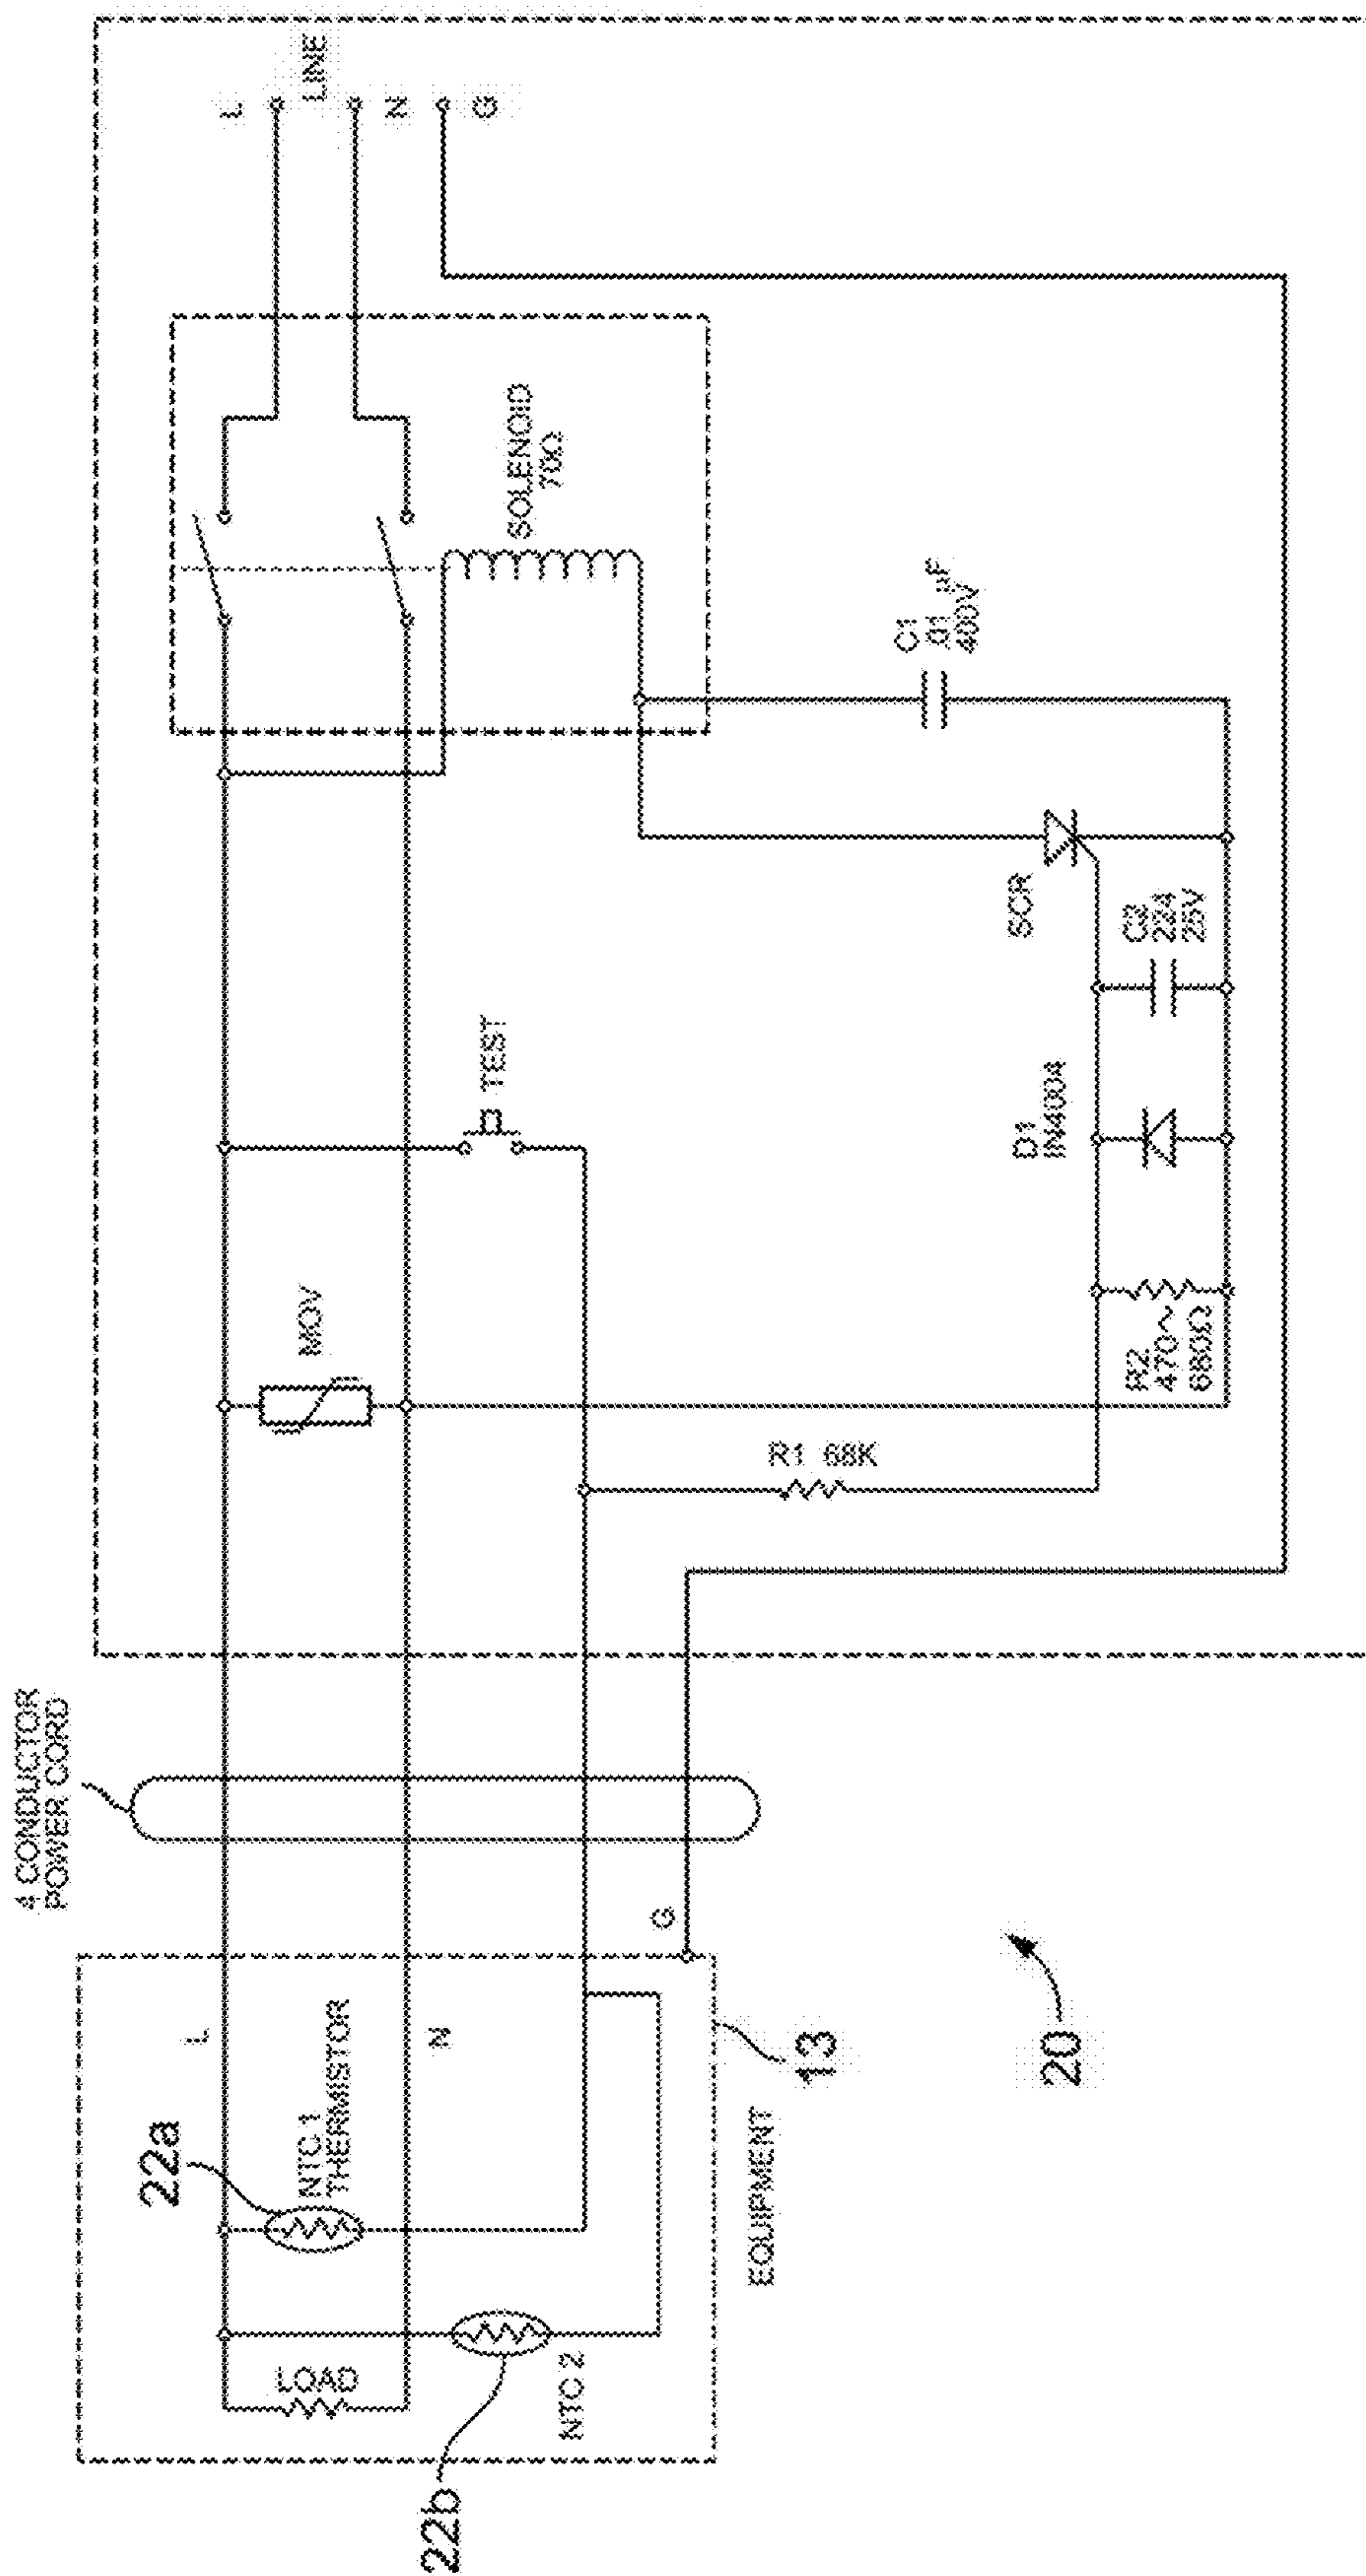 4 CONDUCTOR
POWER CORD
L
LINE
N
G
SOLENOID
70Ω
C1
.01 µF
400V
SCR
C2
224
25V
TEST
D1
IN4004
MOV
R2
470~
680Ω
R1 68K
G
L
N
NTC 1
THERMISTOR
22a
LOAD
NTC 2
22b
EQUIPMENT
13
20